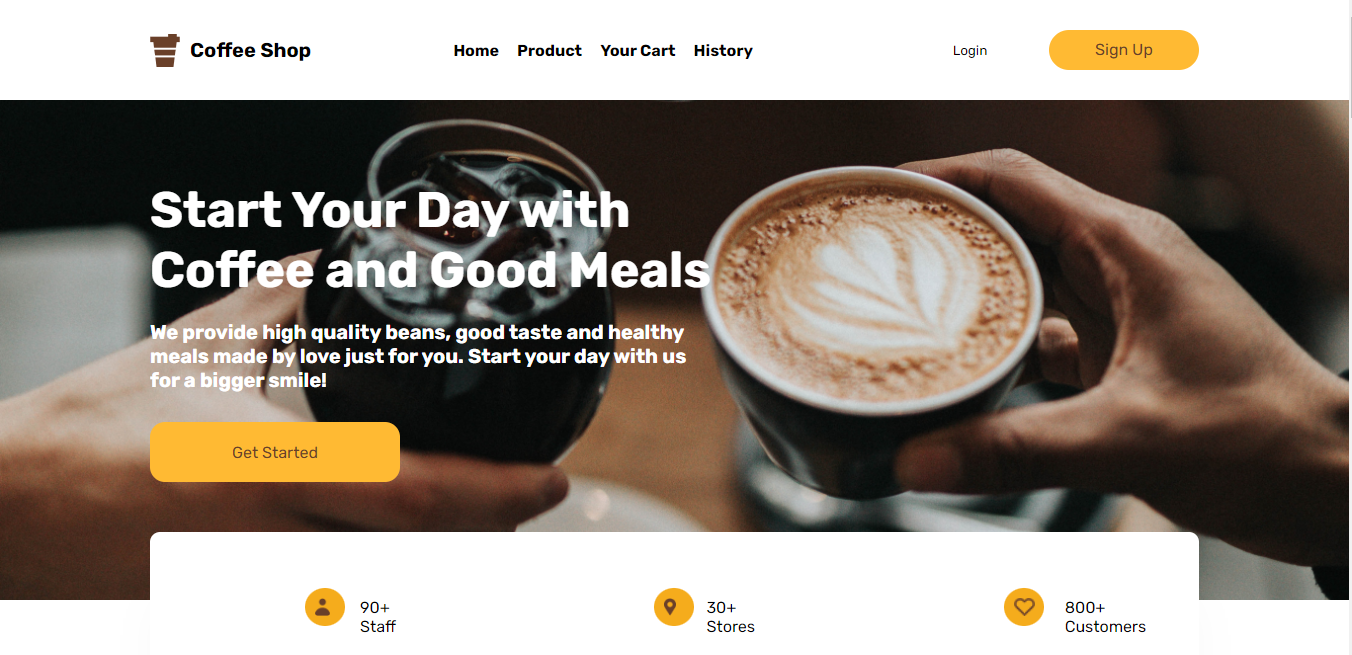 Coffee Shop
Home Product Your Cart History
Login
Sign Up
Start Your Day with
Coffee and Good Meals
We provide high quality beans, good taste and healthy
meals made by love just for you. Start your day with us
for a bigger smile!
Get Started
90+
Staff
30+
Stores
800+
Customers